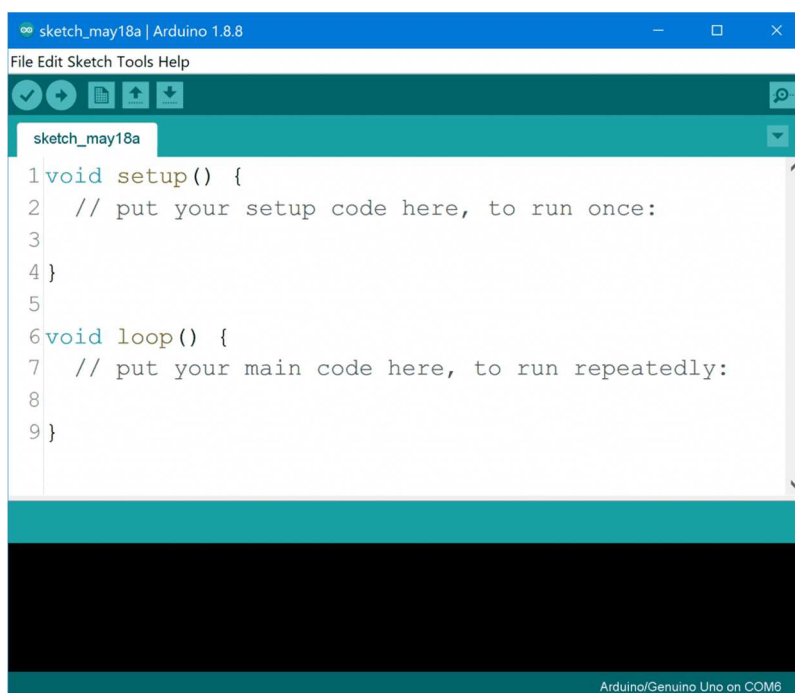 sketch_may18a | Arduino 1.8.8
File Edit Sketch Tools Help
sketch_may18a
1 void setup() {
2   // put your setup code here, to run once:
3
4 }
5
6 void loop() {
7   // put your main code here, to run repeatedly:
8
9 }
Arduino/Genuino Uno on COM6